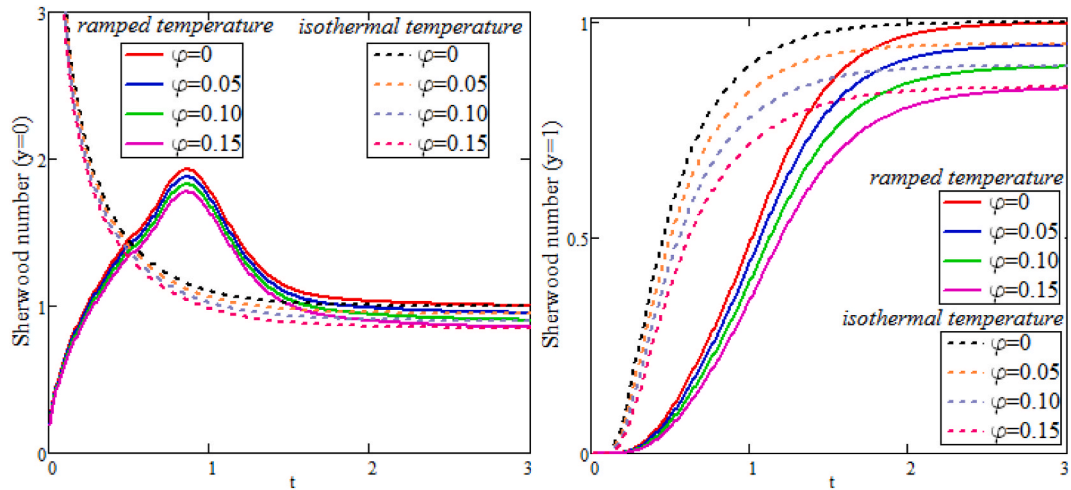 ramped temperature
φ=0
φ=0.05
φ=0.10
φ=0.15
isothermal temperature
φ=0
φ=0.05
φ=0.10
φ=0.15
Sherwood number (y=0)
3
2
1
0
0
1
2
3
t
Sherwood number (y=1)
1
0.5
0
0
1
2
3
t
ramped temperature
φ=0
φ=0.05
φ=0.10
φ=0.15
isothermal temperature
φ=0
φ=0.05
φ=0.10
φ=0.15